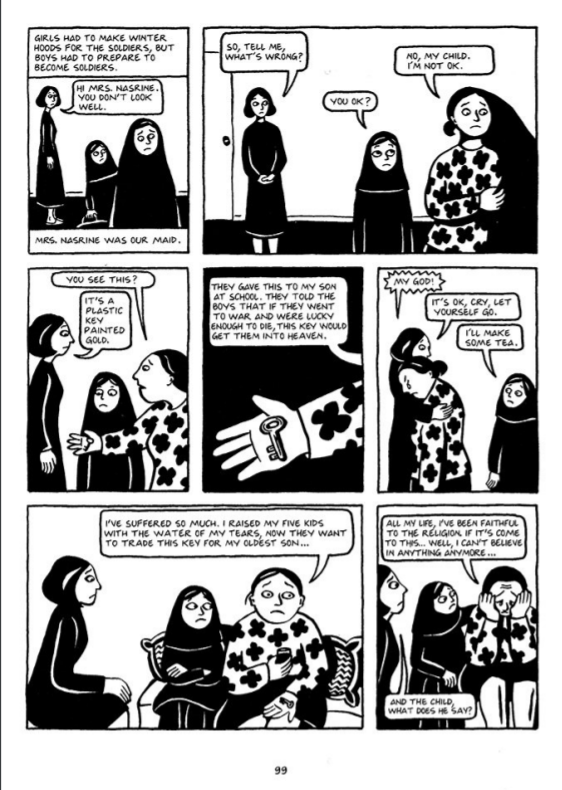 GIRLS HAD TO MAKE WINTER
HOODS FOR THE SOLDIERS, BUT
BOYS HAD TO PREPARE TO
BECOME SOLDIERS.
HI MRS. NASRINE.
YOU DON'T LOOK
WELL.
MRS. NASRINE WAS OUR MAID.
SO, TELL ME,
WHAT'S WRONG?
YOU OK?
NO, MY CHILD.
I'M NOT OK.
YOU SEE THIS?
IT'S A
PLASTIC
KEY
PAINTED
GOLD.
THEY GAVE THIS TO MY SON
AT SCHOOL. THEY TOLD THE
BOYS THAT IF THEY WENT
TO WAR AND WERE LUCKY
ENOUGH TO DIE, THIS KEY WOULD
GET THEM INTO HEAVEN.
MY GOD!
IT'S OK, CRY, LET
YOURSELF GO.
I'LL MAKE
SOME TEA.
I'VE SUFFERED SO MUCH. I RAISED MY FIVE KIDS
WITH THE WATER OF MY TEARS, NOW THEY WANT
TO TRADE THIS KEY FOR MY OLDEST SON...
ALL MY LIFE, I'VE BEEN FAITHFUL
TO THE RELIGION. IF IT'S COME
TO THIS... WELL, I CAN'T BELIEVE
IN ANYTHING ANYMORE...
AND THE CHILD,
WHAT DOES HE SAY?
99